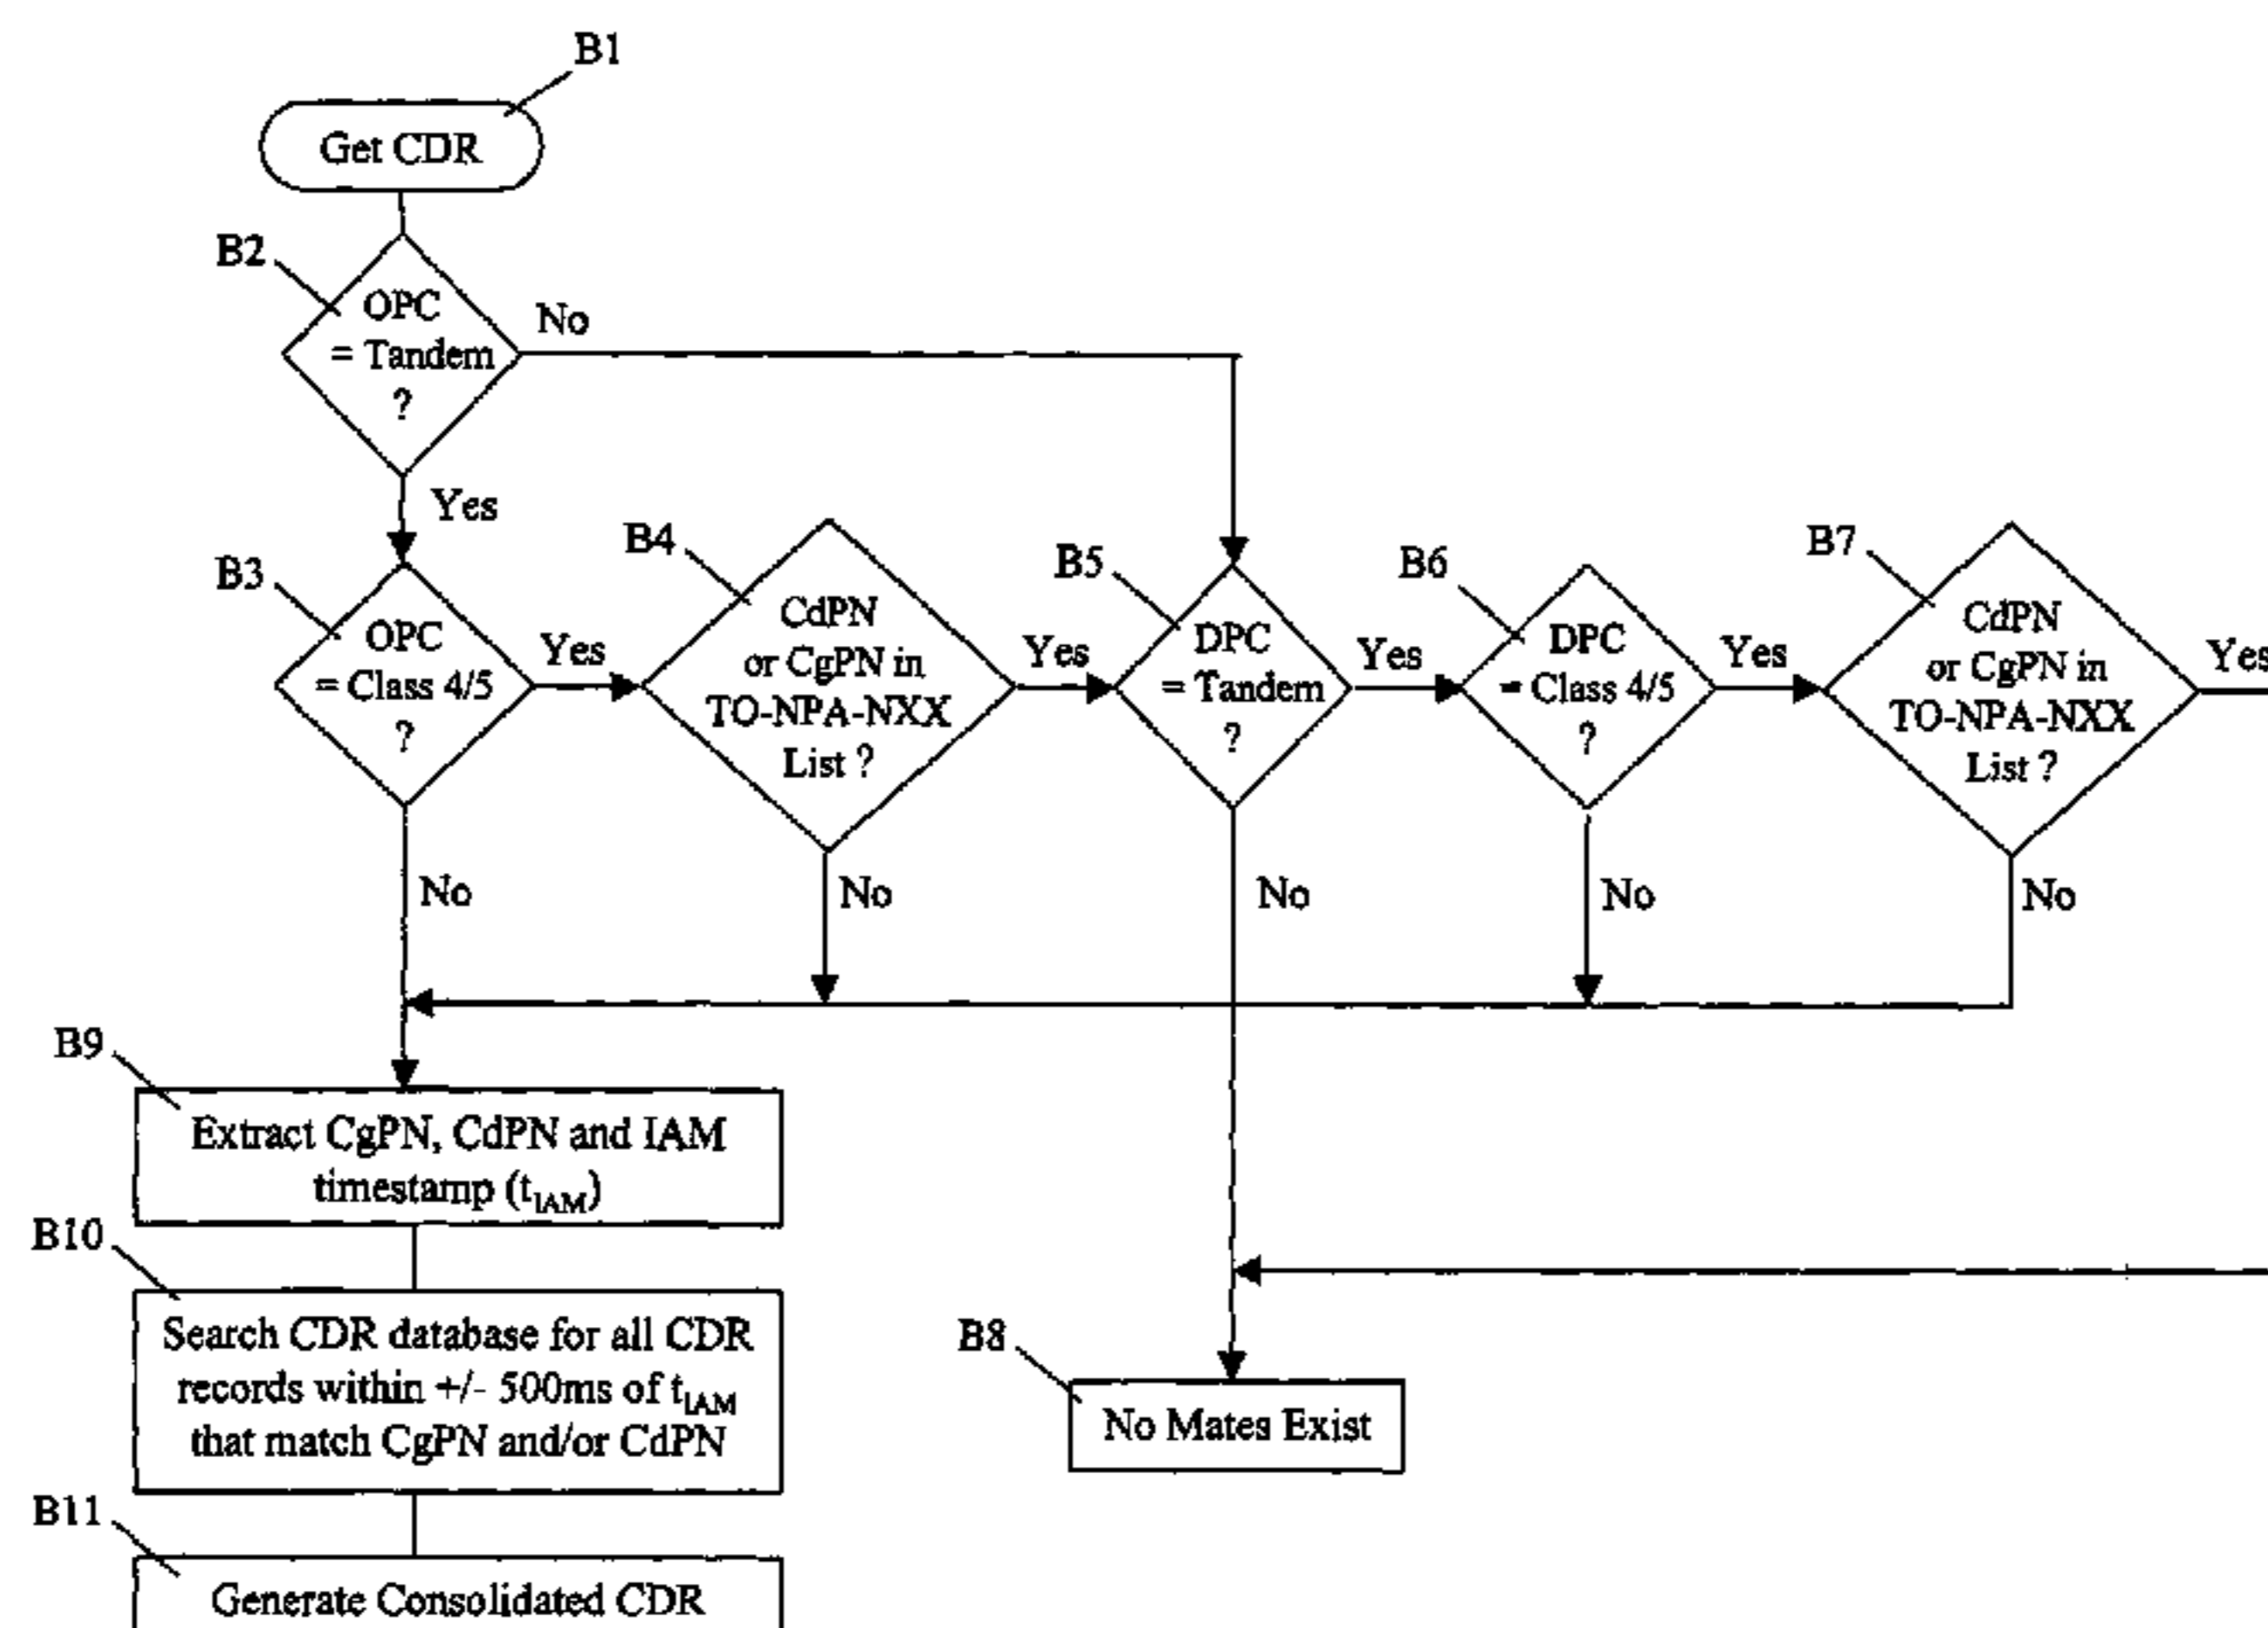 B1
Get CDR
B2
OPC
= Tandem
?
No
Yes
B3
OPC
= Class 4/5
?
Yes
No
B4
CdPN
or CgPN in
TO-NPA-NXX
List ?
Yes
No
B5
DPC
= Tandem
?
Yes
No
B6
DPC
= Class 4/5
?
Yes
No
B7
CdPN
or CgPN in
TO-NPA-NXX
List ?
Yes
No
B9
Extract CgPN, CdPN and IAM
timestamp (tIAM)
B10
Search CDR database for all CDR
records within +/- 500ms of tIAM
that match CgPN and/or CdPN
B8
No Mates Exist
B11
Generate Consolidated CDR